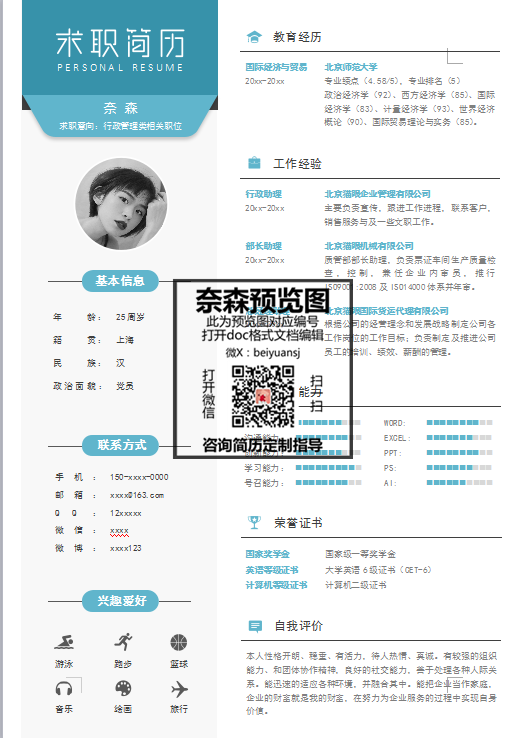 求职简历
PERSONAL RESUME
奈 森
求职意向：行政管理类相关职位
基本信息
年 龄：25周岁
籍 贯：上海
民 族：汉
政治面貌：党员
联系方式
手 机：150-xxxx-0000
邮 箱：xxxx@163.com
Q Q：12xxxxx
微 信：xxxx
微 博：xxxx123
兴趣爱好
游泳 跑步 篮球
音乐 绘画 旅行
教育经历
国际经济与贸易 北京师范大学
20xx-20xx 专业绩点（4.58/5），专业排名（5）
政治经济学（92）、西方经济学（85）、国际
经济学（83）、计量经济学（93）、世界经济
概论（90）、国际贸易理论与实务（85）。
工作经验
行政助理 北京猫眼企业管理有限公司
20xx-20xx 主要负责宣传，跟进工作进程，联系客户，
销售服务与及一些文职工作。
部长助理 北京猫眼机械有限公司
20xx-20xx 质管部部长助理，负责票证车间生产质量检
查，控制，兼任企业内审员，推行
ISO9001:2008 及 ISO14000 体系并年审。
北京猫眼国际货运代理有限公司
根据公司的经营理念和发展战略制定公司各
工作岗位的工作目标；负责制定及推进公司
员工的培训、绩效、薪酬的管理。
奈森预览图
此为预览图对应编号
打开doc格式文档编辑
微X：beiyuansj
打开微信
扫一扫
咨询简历定制指导
能力
WORD:
沟通能力： EXCEL:
创新能力： PPT:
学习能力： PS:
号召能力： AI:
荣誉证书
国家奖学金 国家级一等奖学金
英语等级证书 大学英语 6 级证书（CET-6）
计算机等级证书 计算机二级证书
自我评价
本人性格开朗、稳重、有活力，待人热情、真诚。有较强的组织
能力、和团体协作精神，良好的社交能力，善于处理各种人际关
系。能迅速的适应各种环境，并融合其中。能把企业当作家庭，
企业的财富就是我的财富，在努力为企业服务的过程中实现自身
价值。